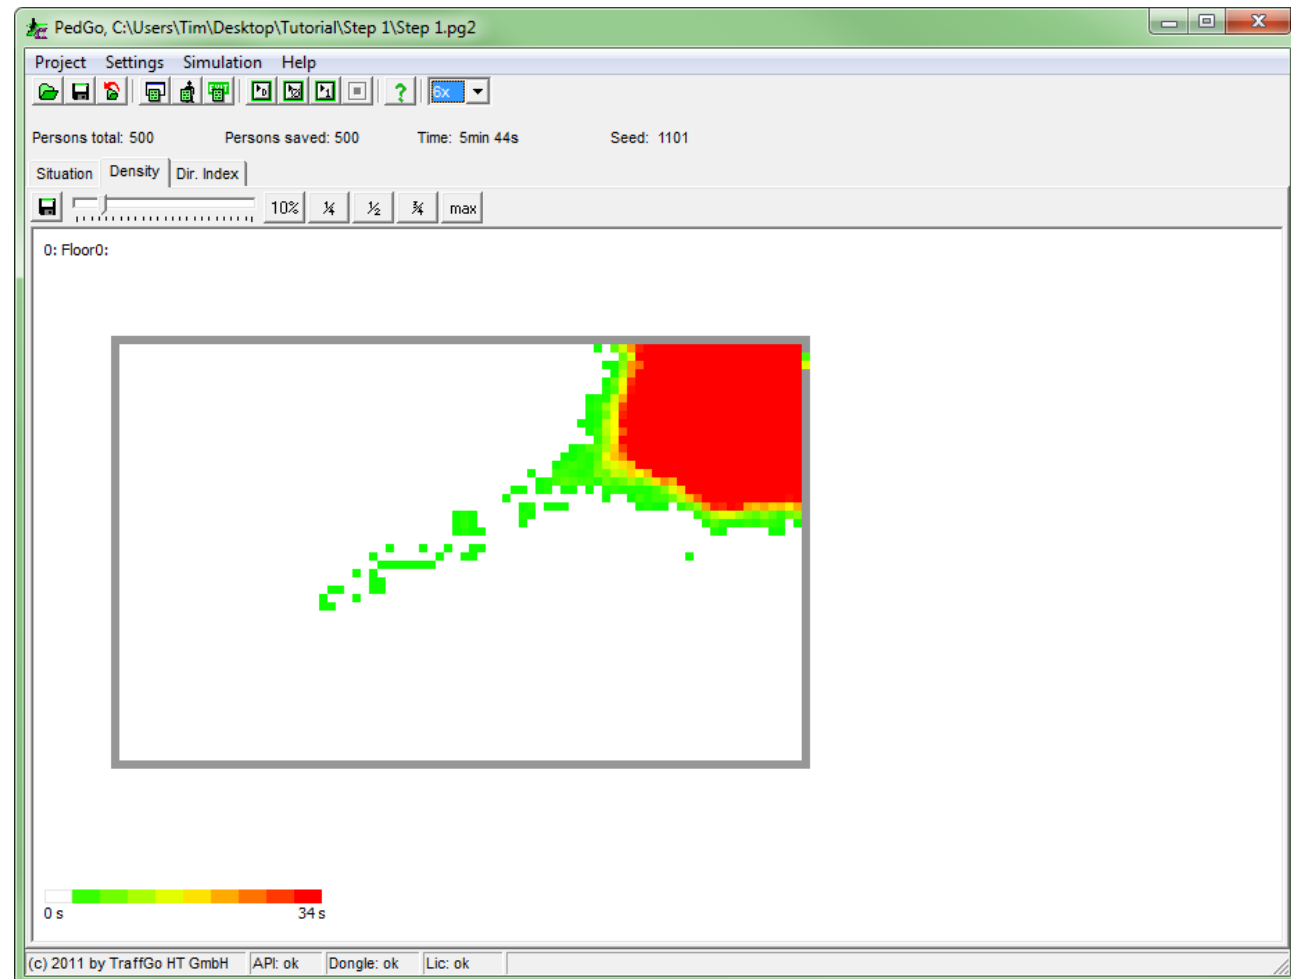 PedGo, C:\Users\Tim\Desktop\Tutorial\Step 1\Step 1.pg2
Project Settings Simulation Help
6x
Persons total: 500 Persons saved: 500 Time: 5min 44s Seed: 1101
Situation Density Dir. Index
10% ¼ ½ ¾ max
0: Floor0:
0 s 34 s
(c) 2011 by TraffGo HT GmbH API: ok Dongle: ok Lic: ok